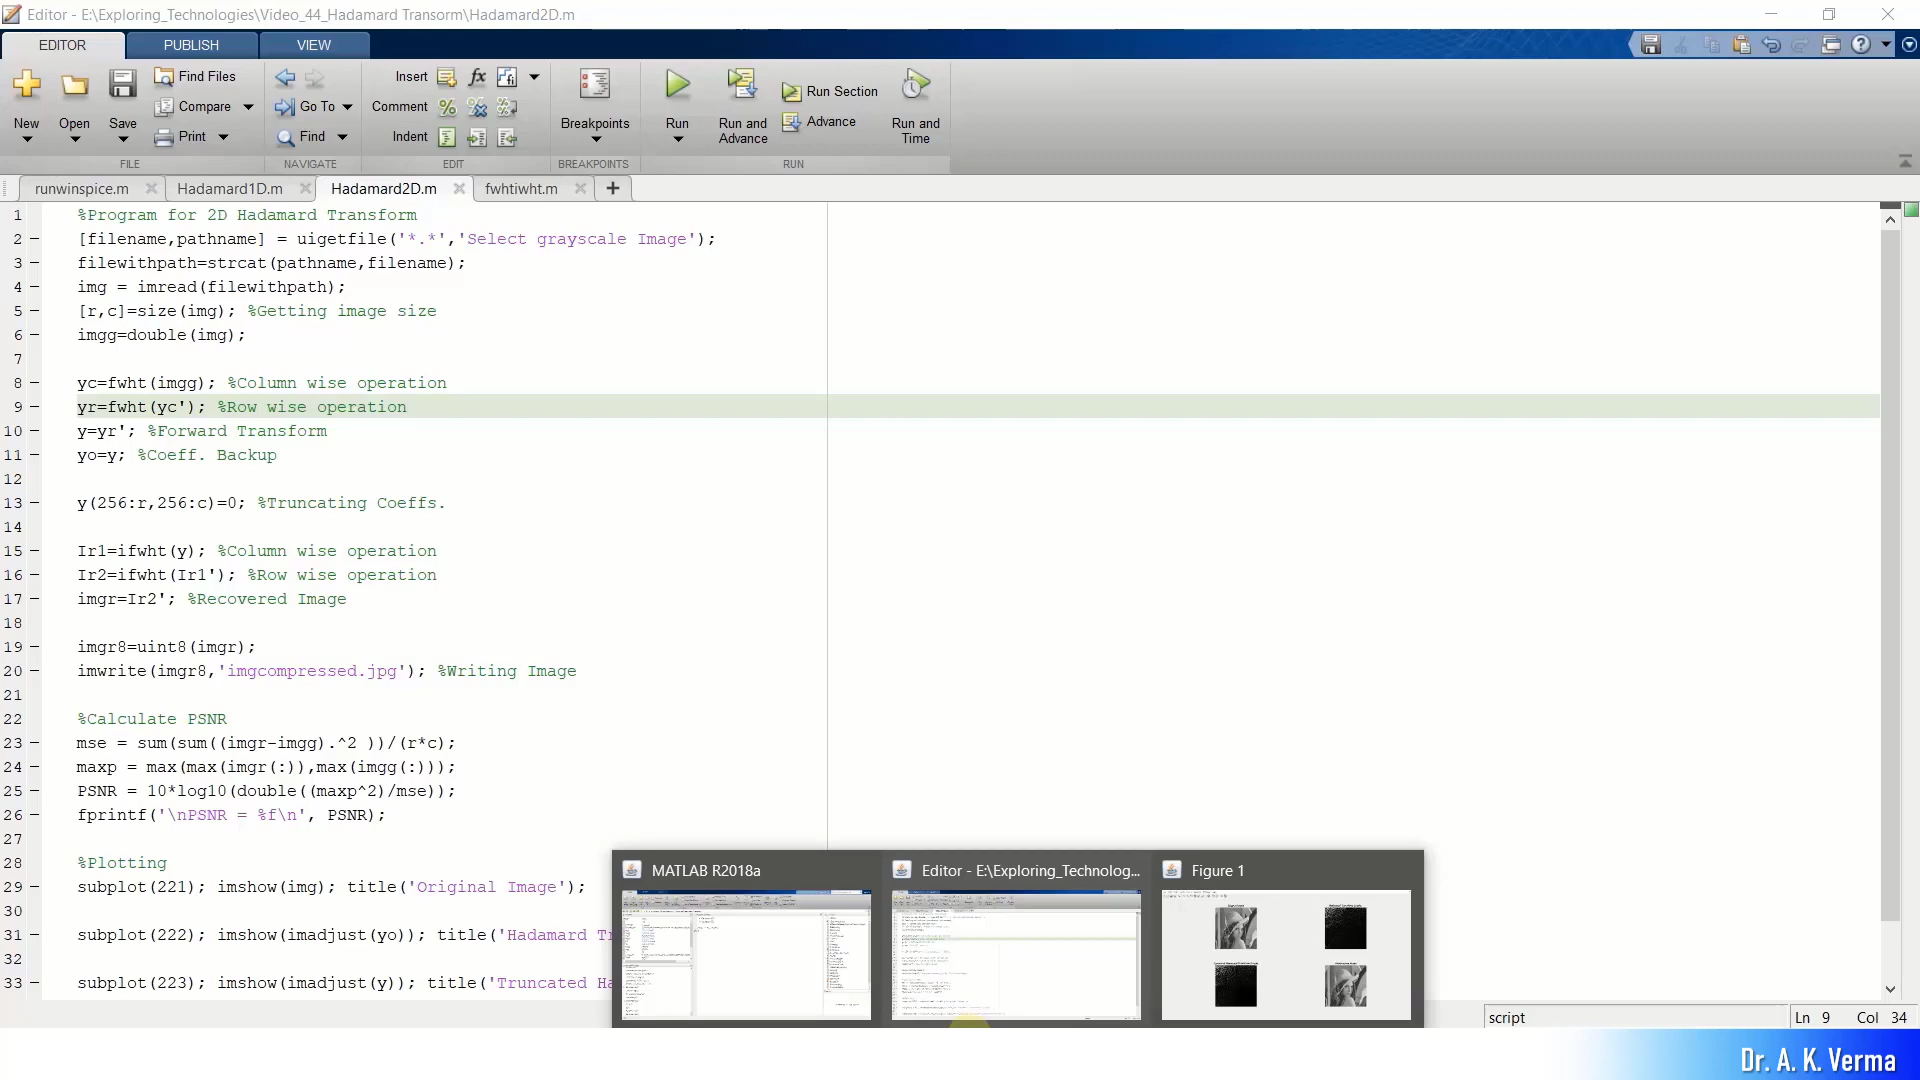 Editor - E:\Exploring_Technologies\Video_44_Hadamard Transorm\Hadamard2D.m
EDITOR PUBLISH VIEW
New Open Save Find Files Compare Print
Go To Find
Insert Comment Indent
Breakpoints
Run Run and Advance Run Section Advance Run and Time
FILE NAVIGATE EDIT BREAKPOINTS RUN
runwinspice.m Hadamard1D.m Hadamard2D.m fwhtiwht.m
1 %Program for 2D Hadamard Transform
2 [filename,pathname] = uigetfile('*.*','Select grayscale Image');
3 filewithpath=strcat(pathname,filename);
4 img = imread(filewithpath);
5 [r,c]=size(img); %Getting image size
6 imgg=double(img);
7
8 yc=fwht(imgg); %Column wise operation
9 yr=fwht(yc'); %Row wise operation
10 y=yr'; %Forward Transform
11 yo=y; %Coeff. Backup
12
13 y(256:r,256:c)=0; %Truncating Coeffs.
14
15 Ir1=ifwht(y); %Column wise operation
16 Ir2=ifwht(Ir1'); %Row wise operation
17 imgr=Ir2'; %Recovered Image
18
19 imgr8=uint8(imgr);
20 imwrite(imgr8,'imgcompressed.jpg'); %Writing Image
21
22 %Calculate PSNR
23 mse = sum(sum((imgr-imgg).^2 ))/(r*c);
24 maxp = max(max(imgr(:)),max(imgg(:)));
25 PSNR = 10*log10(double((maxp^2)/mse));
26 fprintf('\nPSNR = %f\n', PSNR);
27
28 %Plotting
29 subplot(221); imshow(img); title('Original Image');
30
31 subplot(222); imshow(imadjust(yo)); title('Hadamard Tr
32
33 subplot(223); imshow(imadjust(y)); title('Truncated Ha
MATLAB R2018a
Editor - E:\Exploring_Technolog...
Figure 1
script Ln 9 Col 34
Dr. A. K. Verma